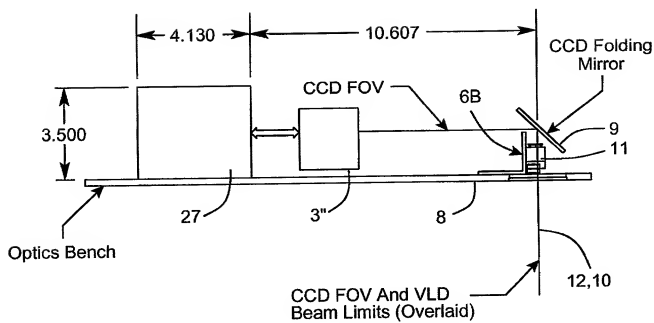 4.130
10.607
CCD Folding
Mirror
CCD FOV
6B
9
11
3.500
27
3"
8
Optics Bench
12,10
CCD FOV And VLD
Beam Limits (Overlaid)